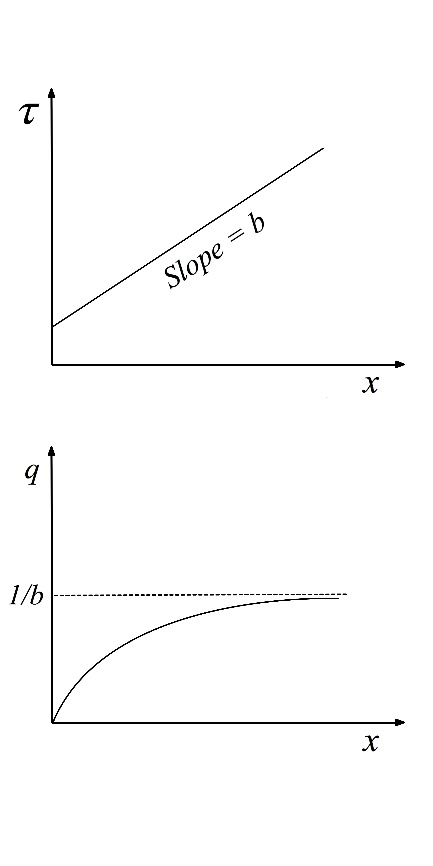 τ
Slope = b
x
q
1/b
x